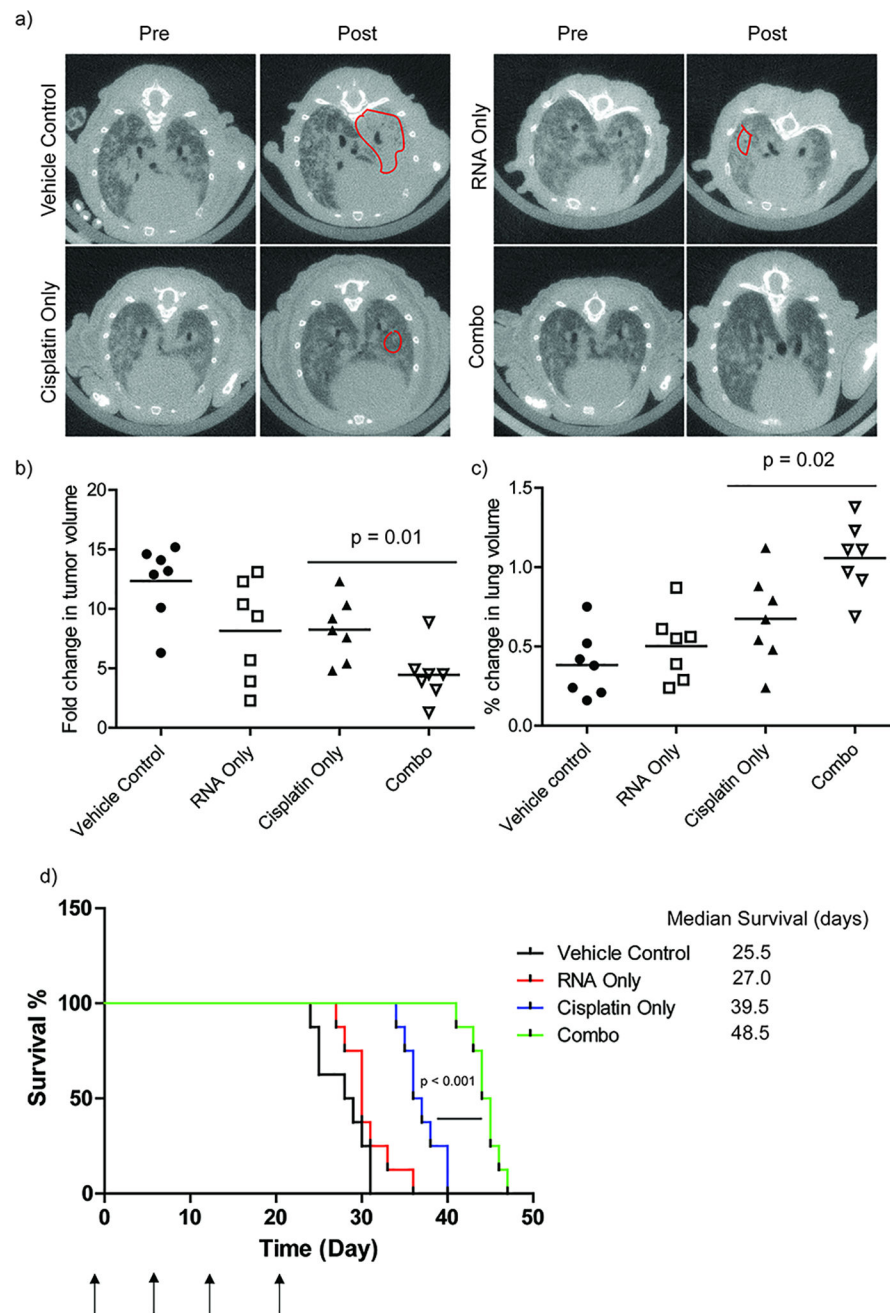 a)
Pre
Post
Pre
Post
Vehicle Control
RNA Only
Cisplatin Only
Combo
b)
p = 0.01
Fold change in tumor volume
20
15
10
5
0
Vehicle Control
RNA Only
Cisplatin Only
Combo
c)
p = 0.02
% change in lung volume
1.5
1.0
0.5
0.0
Vehicle control
RNA Only
Cisplatin Only
Combo
d)
Survival %
150
100
50
0
p < 0.001
0 10 20 30 40 50
Time (Day)
Median Survival (days)
Vehicle Control 25.5
RNA Only 27.0
Cisplatin Only 39.5
Combo 48.5